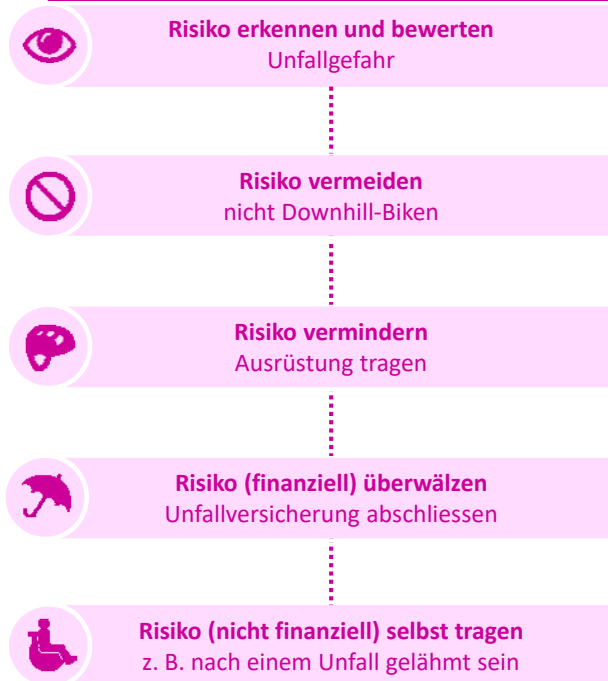 Risiko erkennen und bewerten
Unfallgefahr
Risiko vermeiden
nicht Downhill-Biken
Risiko vermindern
Ausrüstung tragen
Risiko (finanziell) überwälzen
Unfallversicherung abschliessen
Risiko (nicht finanziell) selbst tragen
z. B. nach einem Unfall gelähmt sein